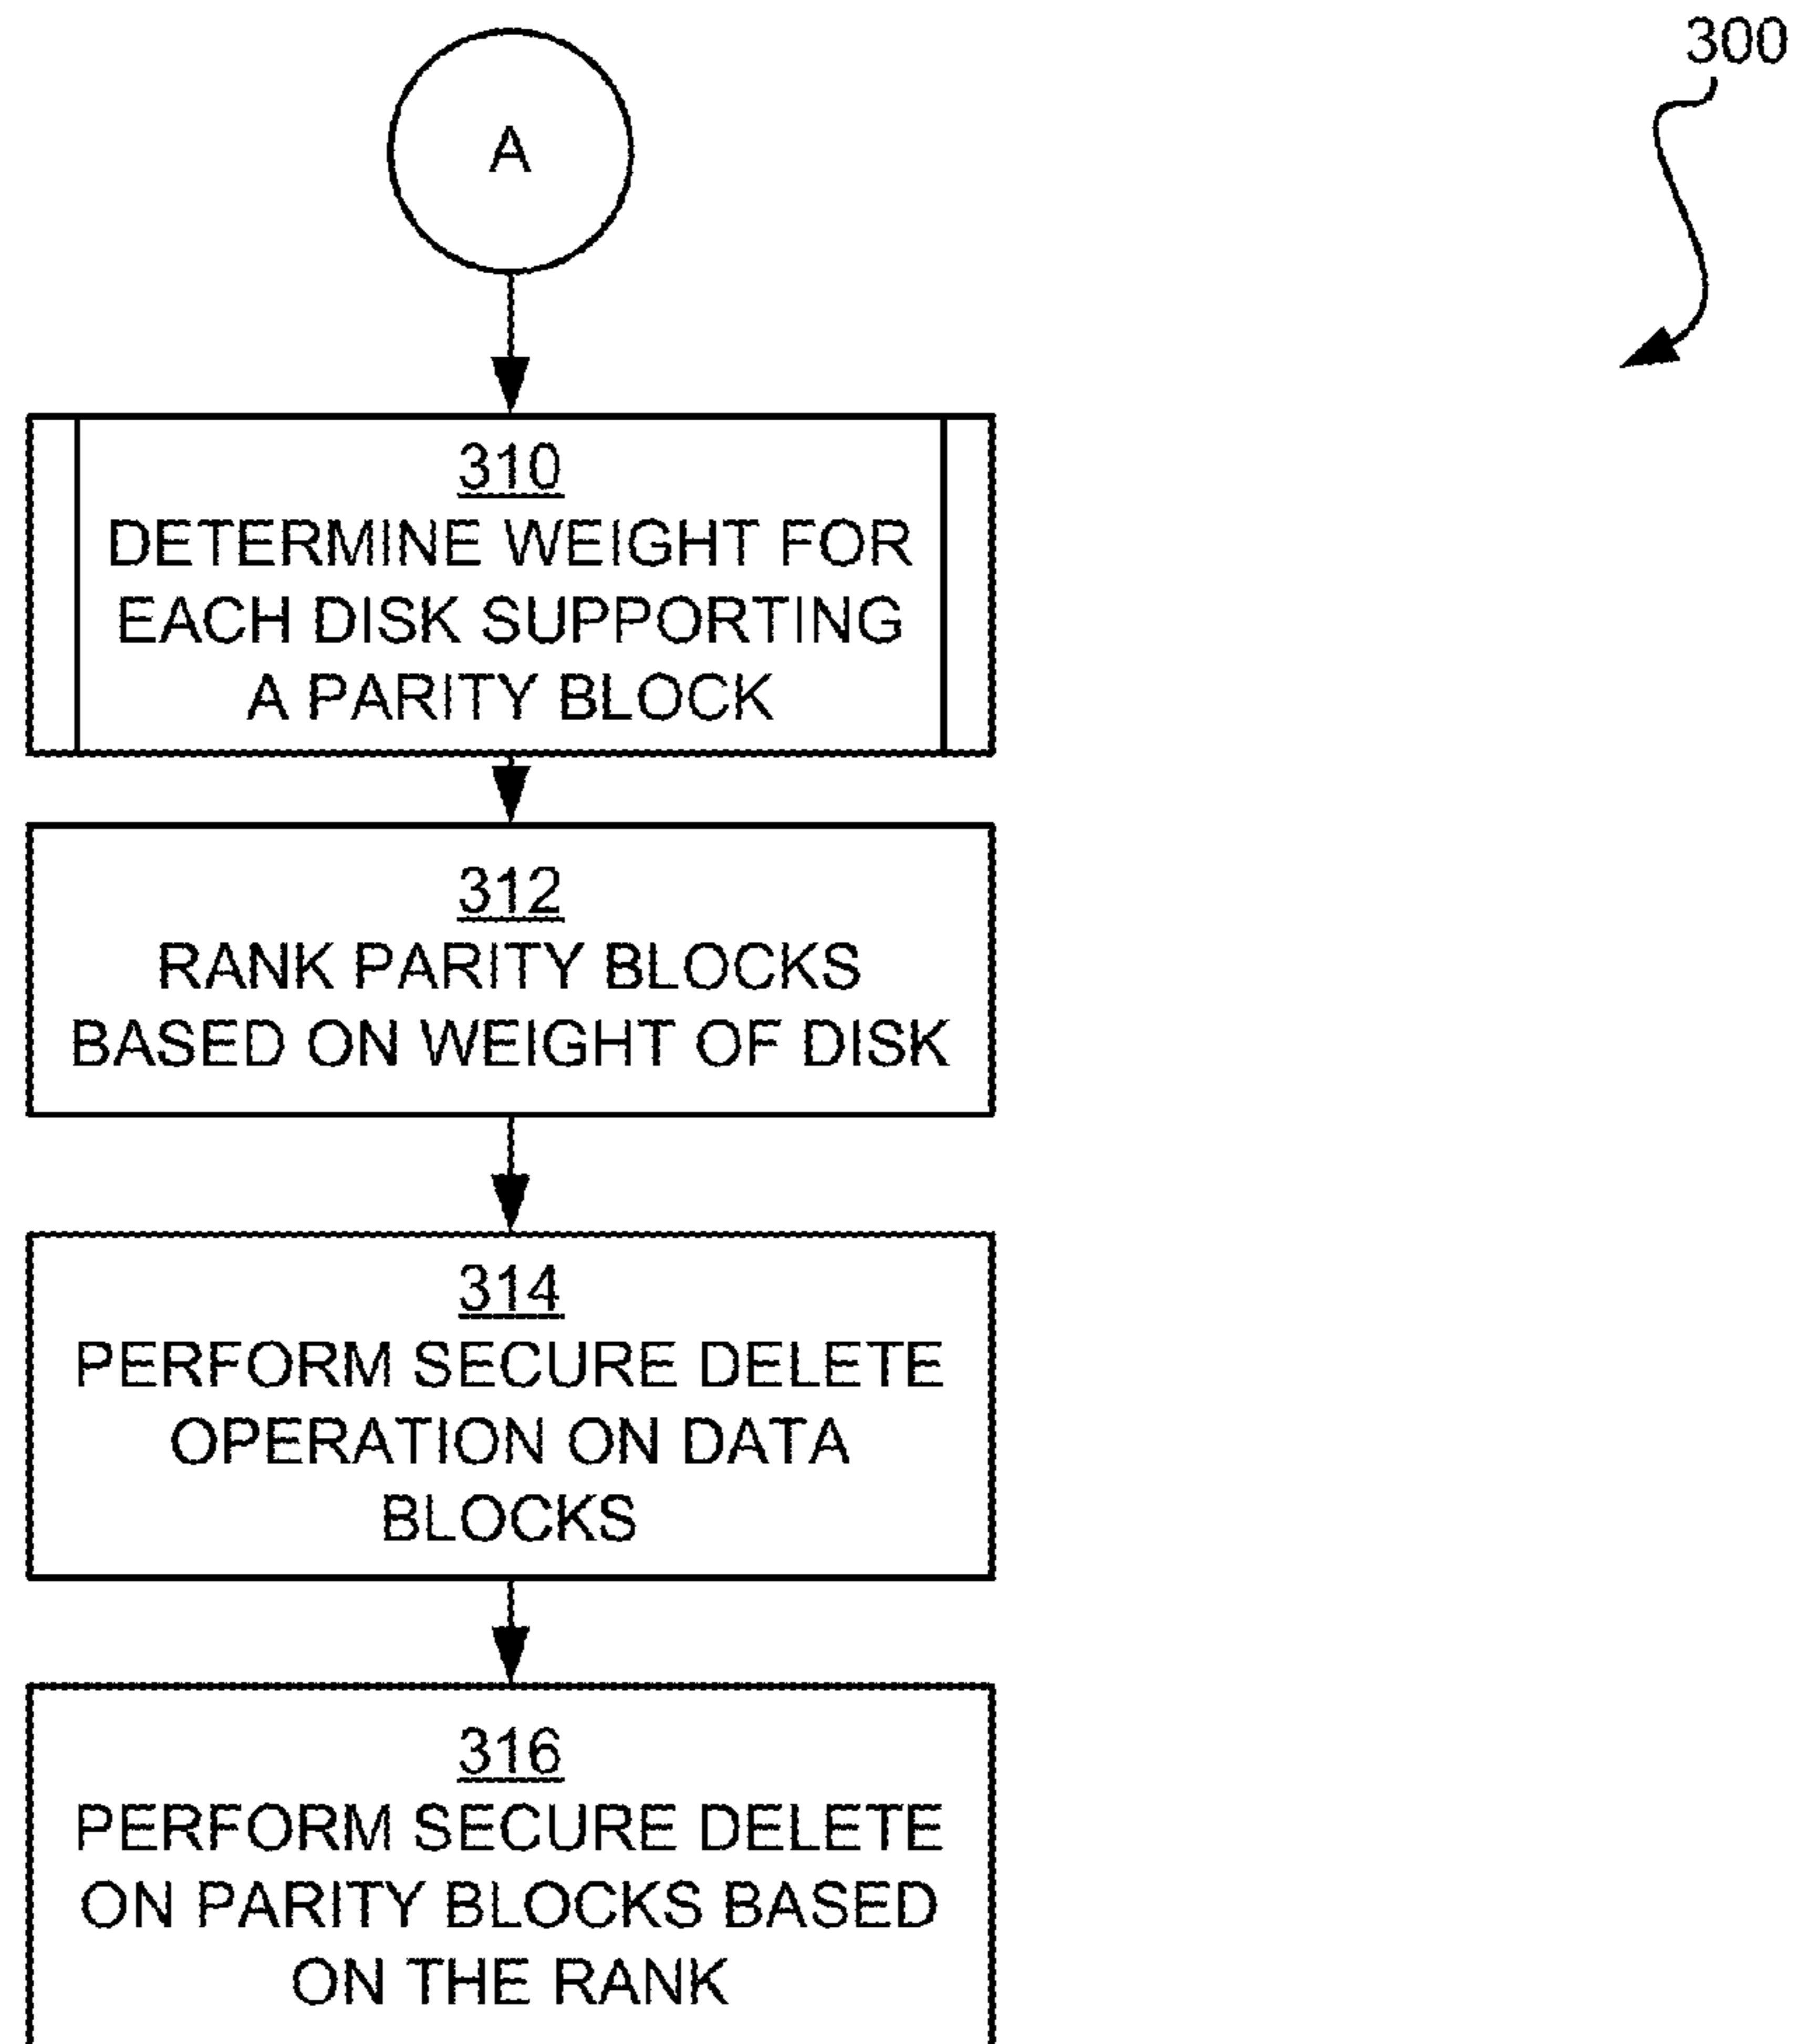 300
A
310
DETERMINE WEIGHT FOR
EACH DISK SUPPORTING
A PARITY BLOCK
312
RANK PARITY BLOCKS
BASED ON WEIGHT OF DISK
314
PERFORM SECURE DELETE
OPERATION ON DATA
BLOCKS
316
PERFORM SECURE DELETE
ON PARITY BLOCKS BASED
ON THE RANK